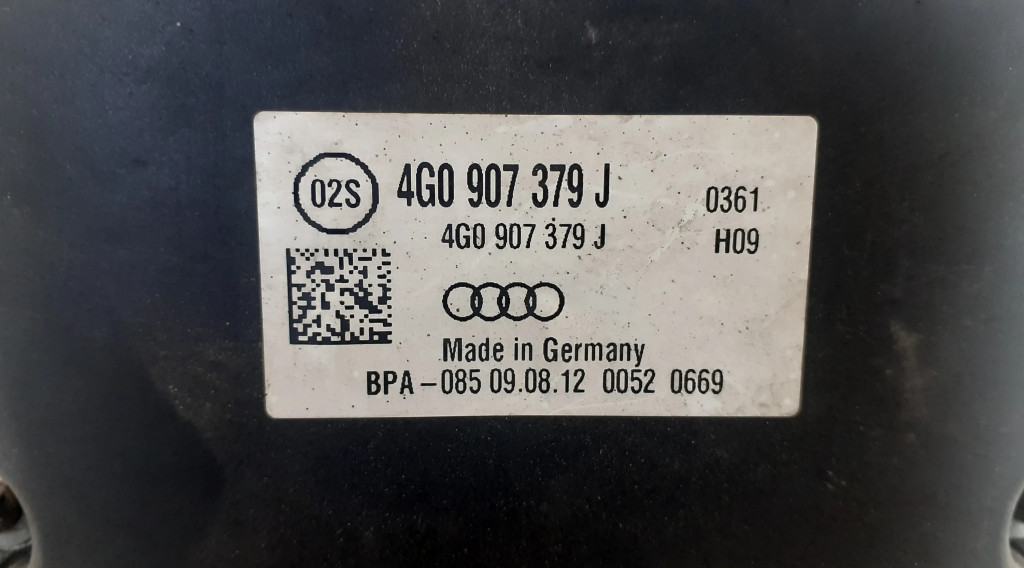 02S 4G0 907 379 J 0361
4G0 907 379 J H09
Made in Germany
BPA-085 09.08.12 0052 0669